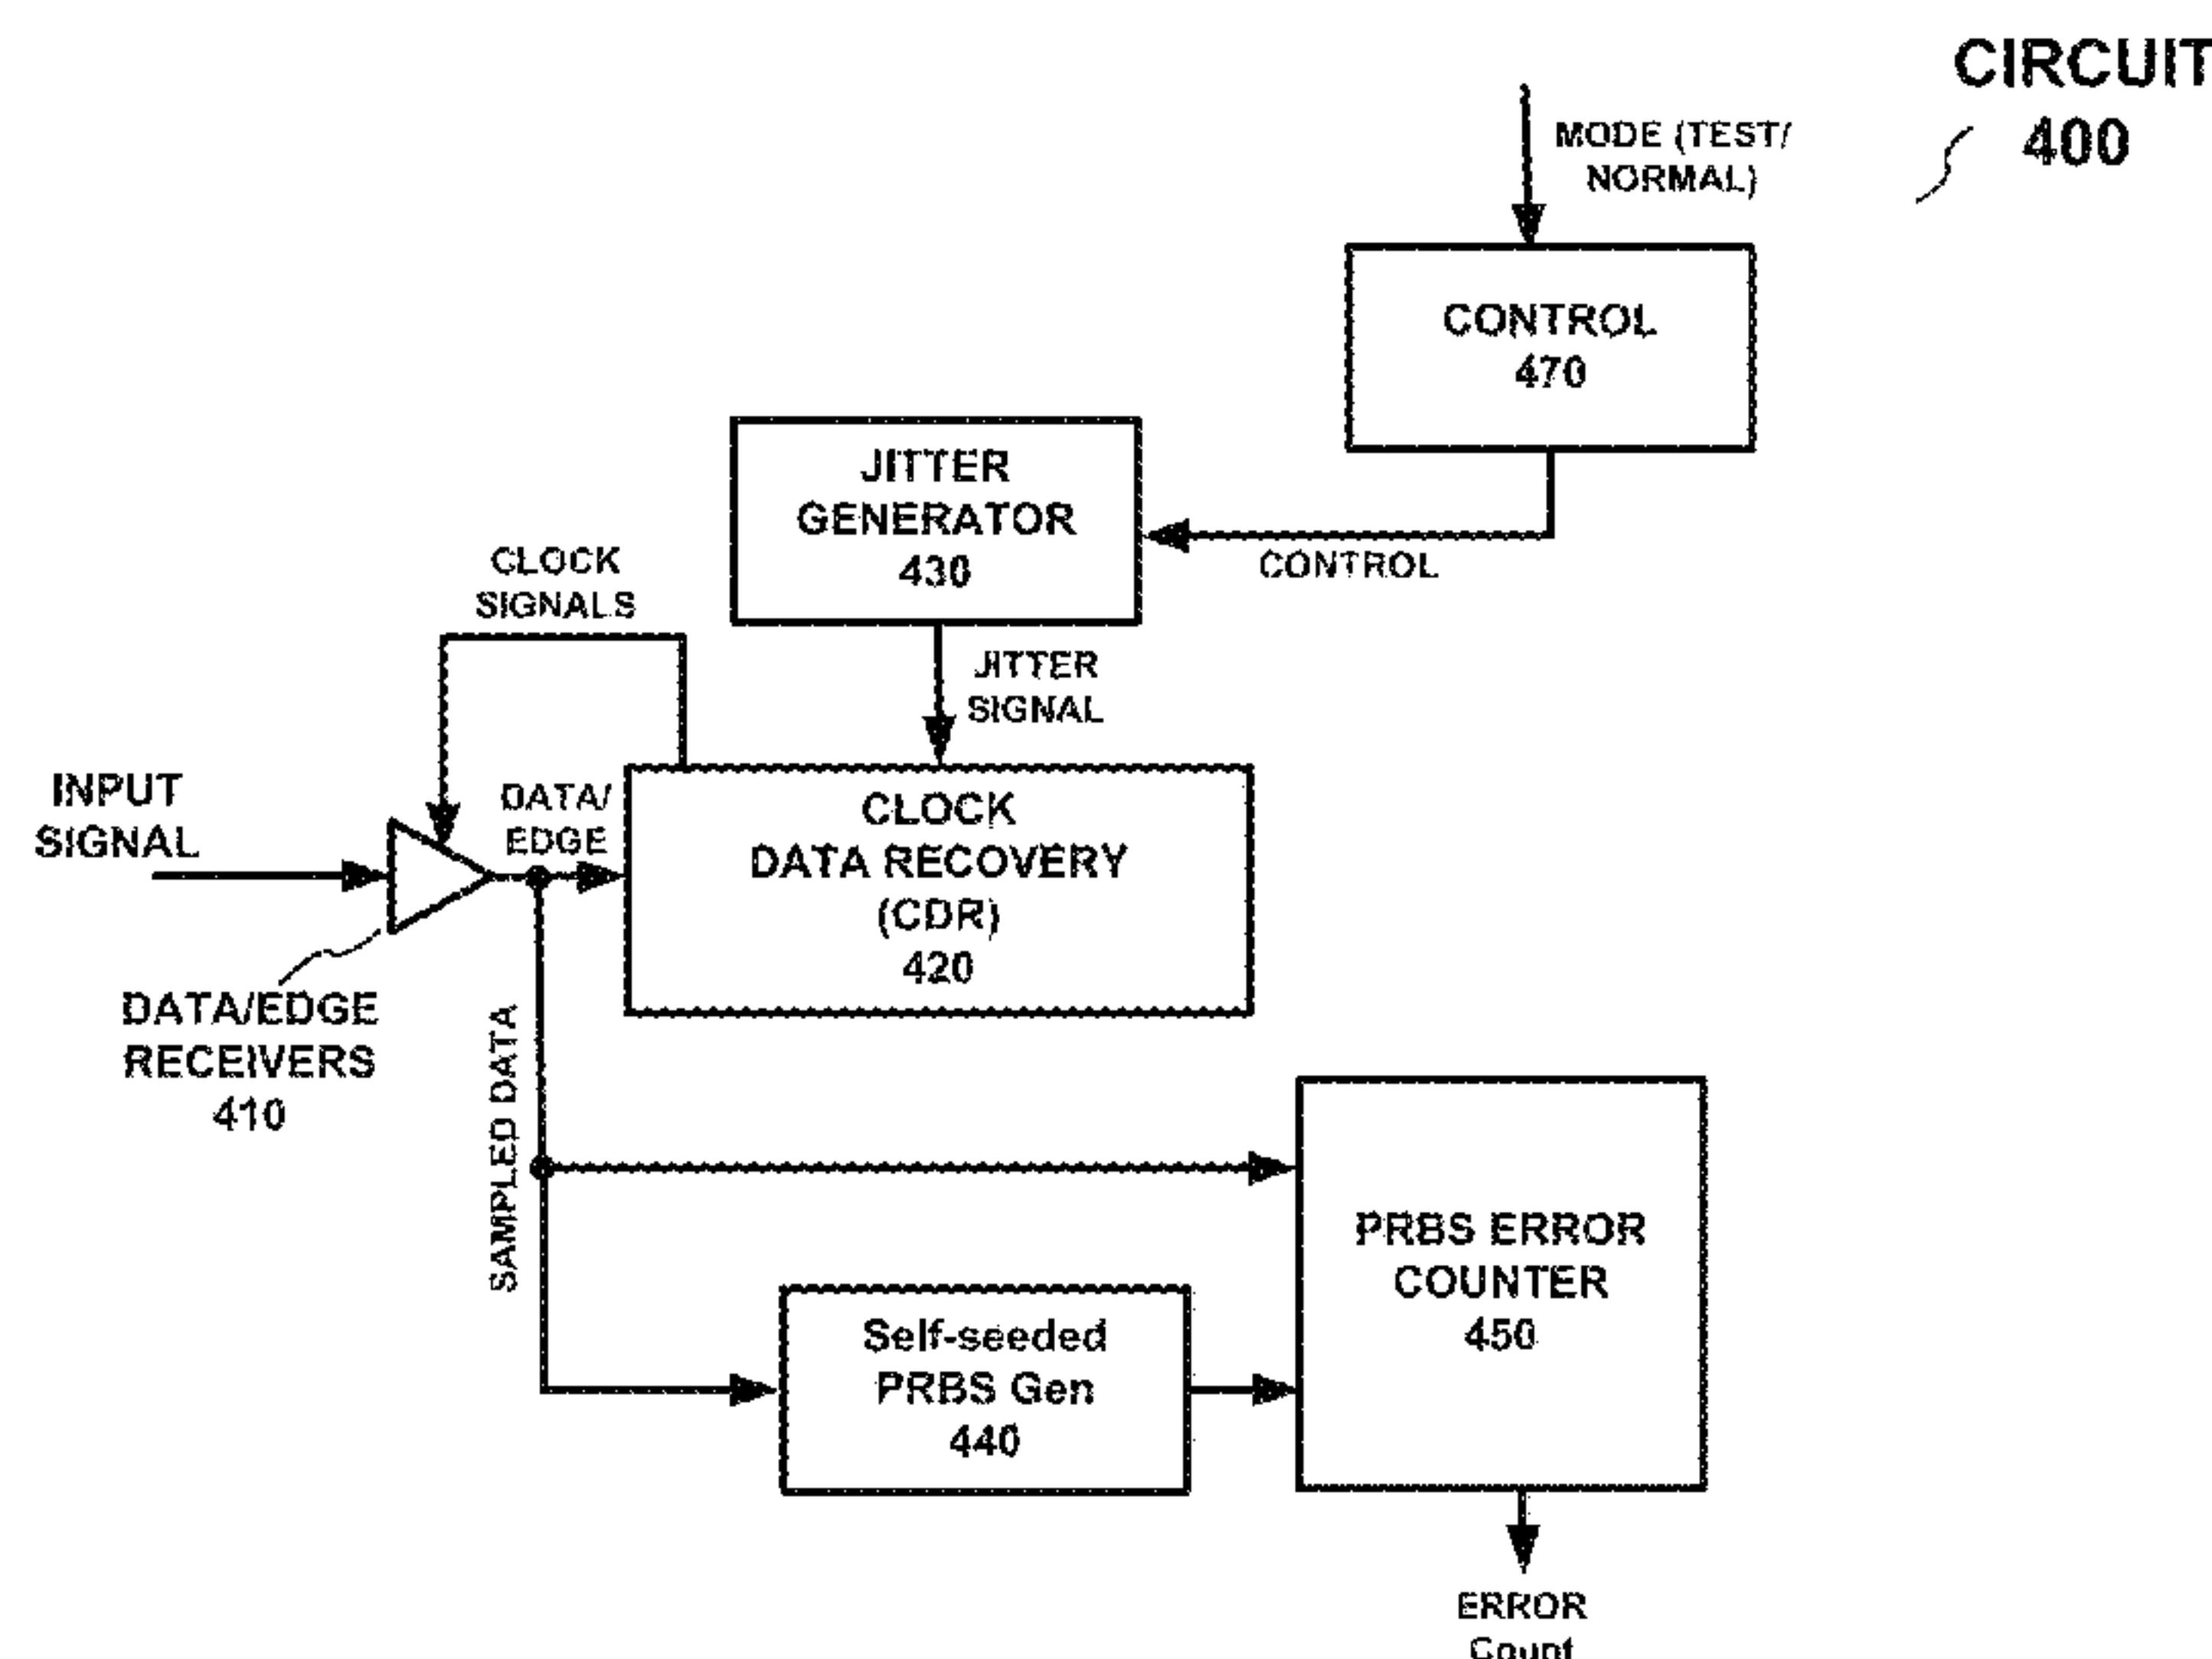 CIRCUIT
400
MODE (TEST/
NORMAL)
CONTROL
470
JITTER
GENERATOR
430
CONTROL
CLOCK
SIGNALS
JITTER
SIGNAL
INPUT
SIGNAL
DATA/
EDGE
CLOCK
DATA RECOVERY
(CDR)
420
DATA/EDGE
RECEIVERS
410
SAMPLED DATA
PRBS ERROR
COUNTER
450
Self-seeded
PRBS Gen
440
ERROR
Count